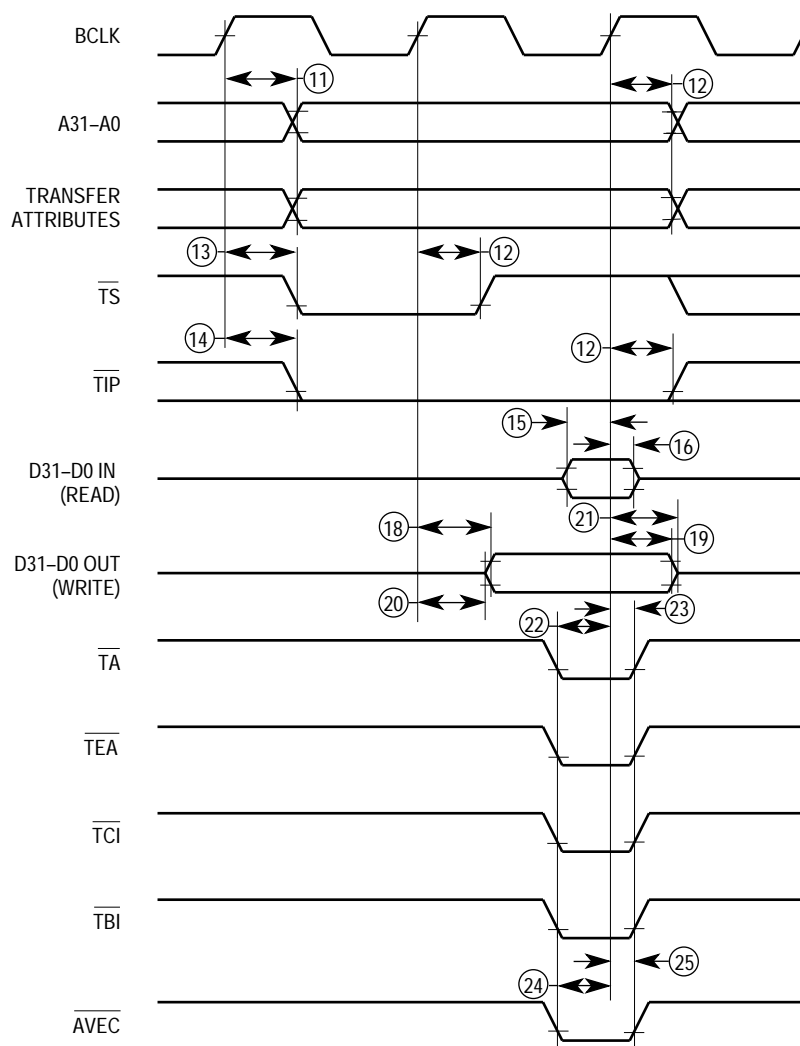 BCLK
11
12
A31–A0
TRANSFER
ATTRIBUTES
13
12
TS
14
12
TIP
15
16
D31–D0 IN
(READ)
21
18
19
D31–D0 OUT
(WRITE)
20
22
23
TA
TEA
TCI
TBI
25
24
AVEC